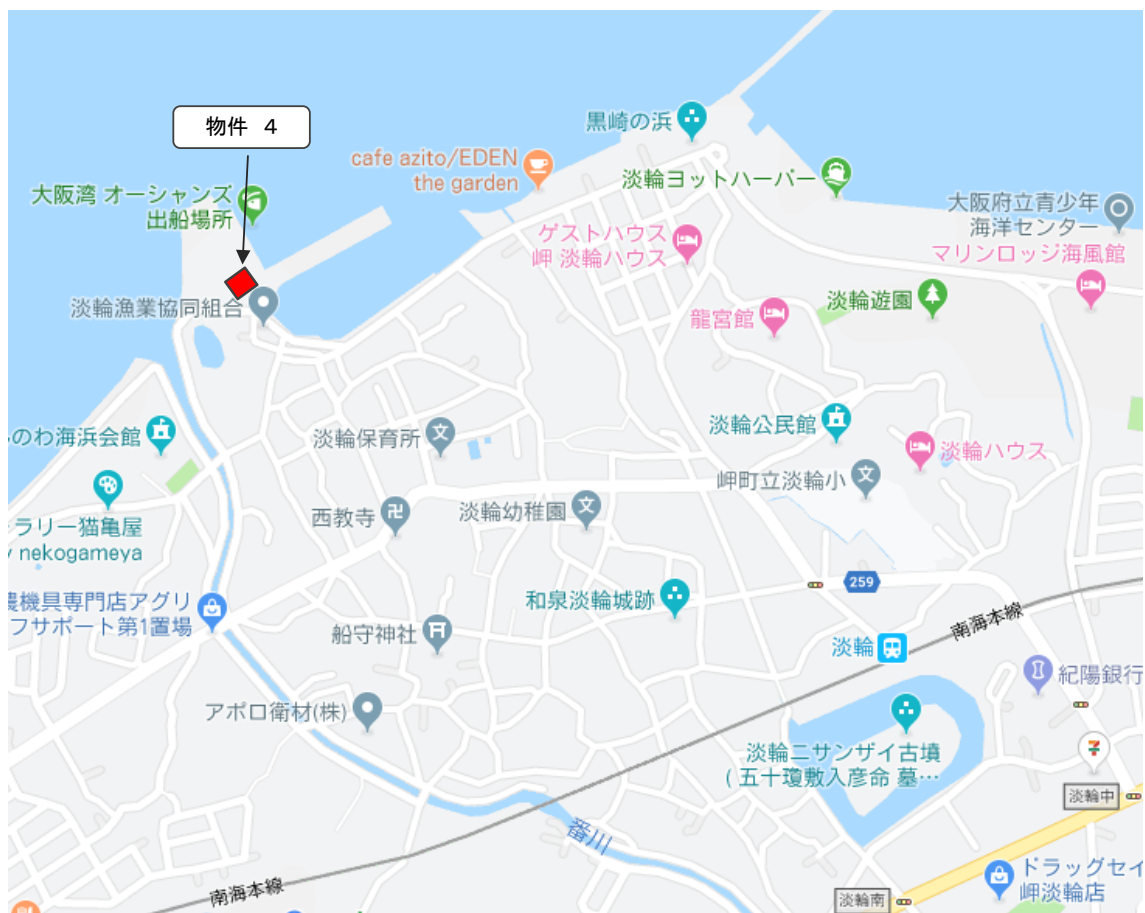 黒崎の浜
物件 4
cafe azito/EDEN
the garden
淡輪ヨットハーバー
大阪湾 オーシャンズ
出船場所
大阪府立青少年
海洋センター
マリンロッジ海風館
ゲストハウス
岬 淡輪ハウス
淡輪漁業協同組合
淡輪遊園
龍宮館
のわ海浜会館
淡輪保育所
淡輪公民館
淡輪ハウス
岬町立淡輪小
西教寺
淡輪幼稚園
ラリー猫亀屋
nekogameya
259
農機具専門店アグリ
フサポート第1置場
和泉淡輪城跡
船守神社
南海本線
淡輪
紀陽銀行
アポロ衛材(株)
淡輪ニサンザイ古墳
(五十瓊敷入彦命 墓…
淡輪中
番川
ドラッグセイ
岬淡輪店
南海本線
淡輪南